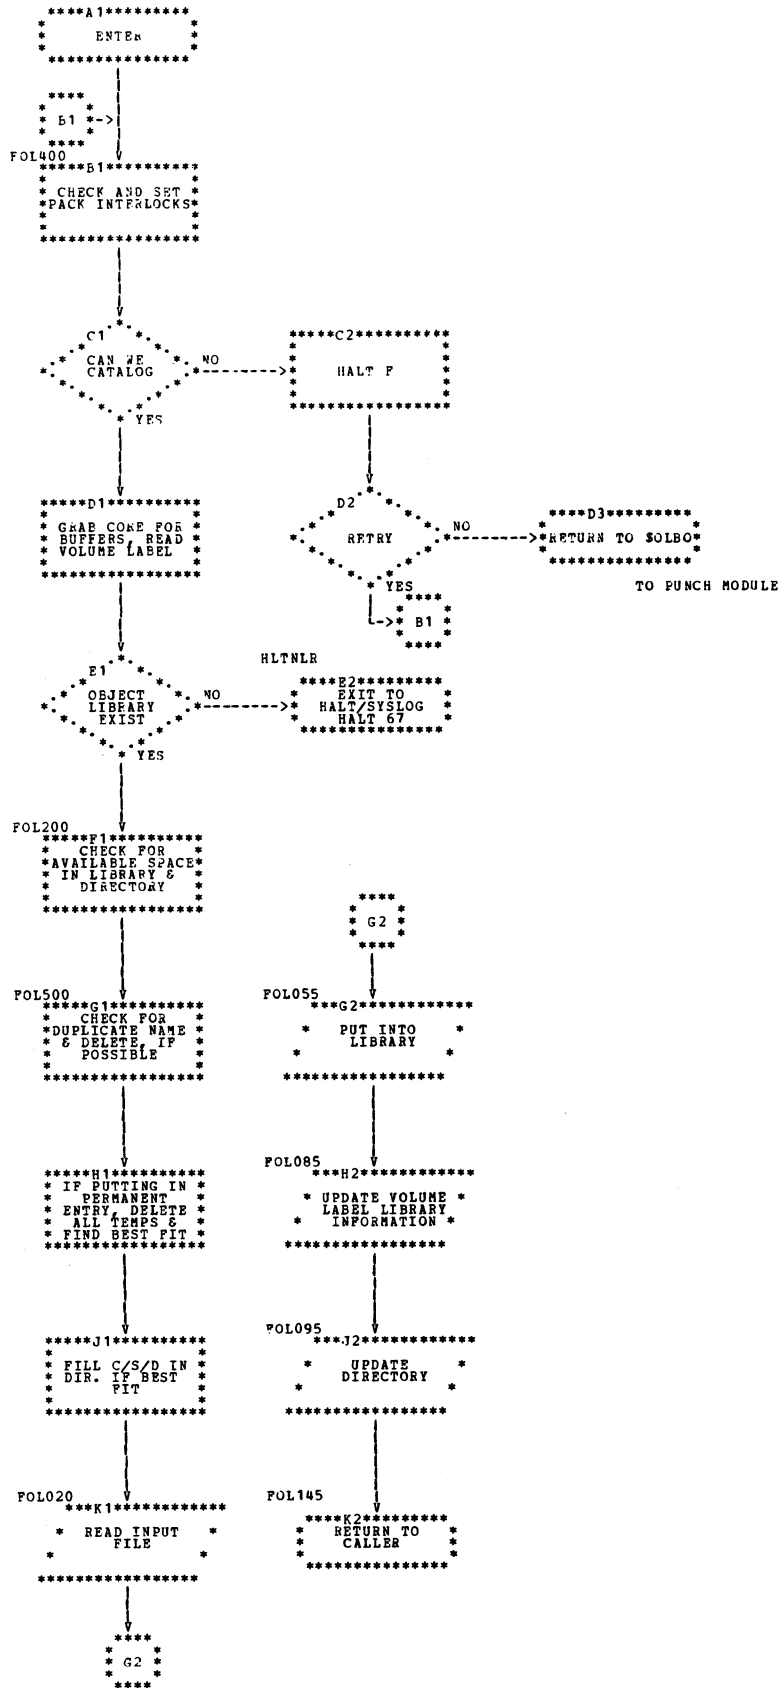 A1
ENTER
B1
FOL400
B1
CHECK AND SET
PACK INTERLOCKS
C1
CAN WE
CATALOG
NO
YES
C2
HALT F
D1
GRAB CORE FOR
BUFFERS, READ
VOLUME LABEL
D2
RETRY
NO
YES
D3
RETURN TO $OLBO
TO PUNCH MODULE
B1
E1
OBJECT
LIBRARY
EXIST
NO
YES
HLTNLR
E2
EXIT TO
HALT/SYSLOG
HALT 67
FOL200
F1
CHECK FOR
AVAILABLE SPACE
IN LIBRARY &
DIRECTORY
FOL500
G1
CHECK FOR
DUPLICATE NAME
& DELETE, IF
POSSIBLE
H1
IF PUTTING IN
PERMANENT
ENTRY, DELETE
ALL TEMPS &
FIND BEST FIT
J1
FILL C/S/D IN
DIR. IF BEST
FIT
FOL020
K1
READ INPUT
FILE
G2
G2
FOL055
G2
PUT INTO
LIBRARY
FOL085
H2
UPDATE VOLUME
LABEL LIBRARY
INFORMATION
FOL095
J2
UPDATE
DIRECTORY
FOL145
K2
RETURN TO
CALLER